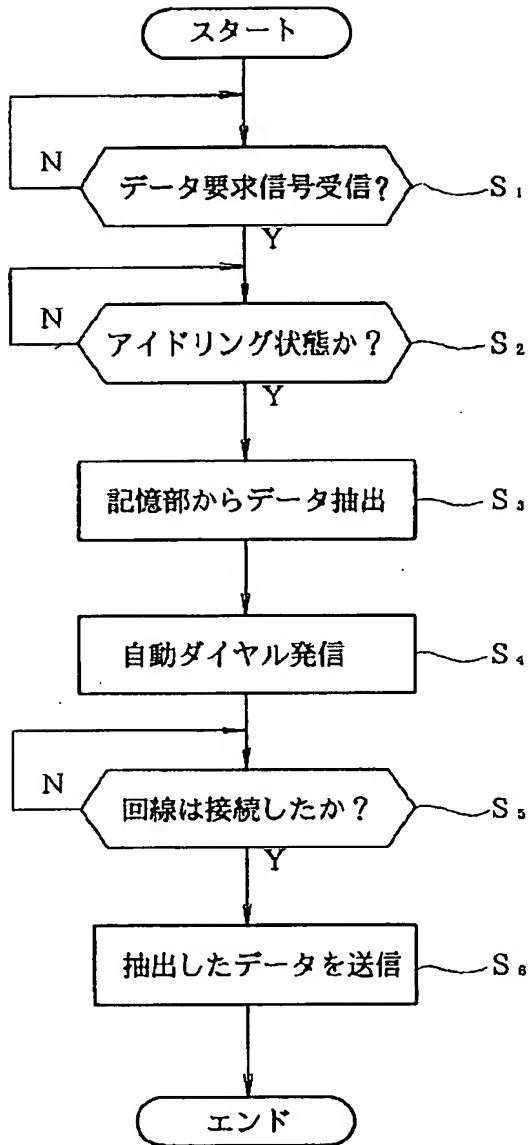 スタート
N
データ要求信号受信? S₁
Y
N
アイドリング状態か? S₂
Y
記憶部からデータ抽出 S₃
自動ダイヤル発信 S₄
N
回線は接続したか? S₅
Y
抽出したデータを送信 S₆
エンド